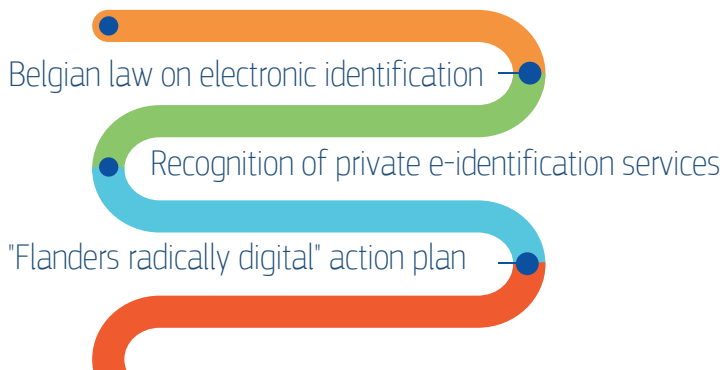 Belgian law on electronic identification
Recognition of private e-identification services
"Flanders radically digital" action plan